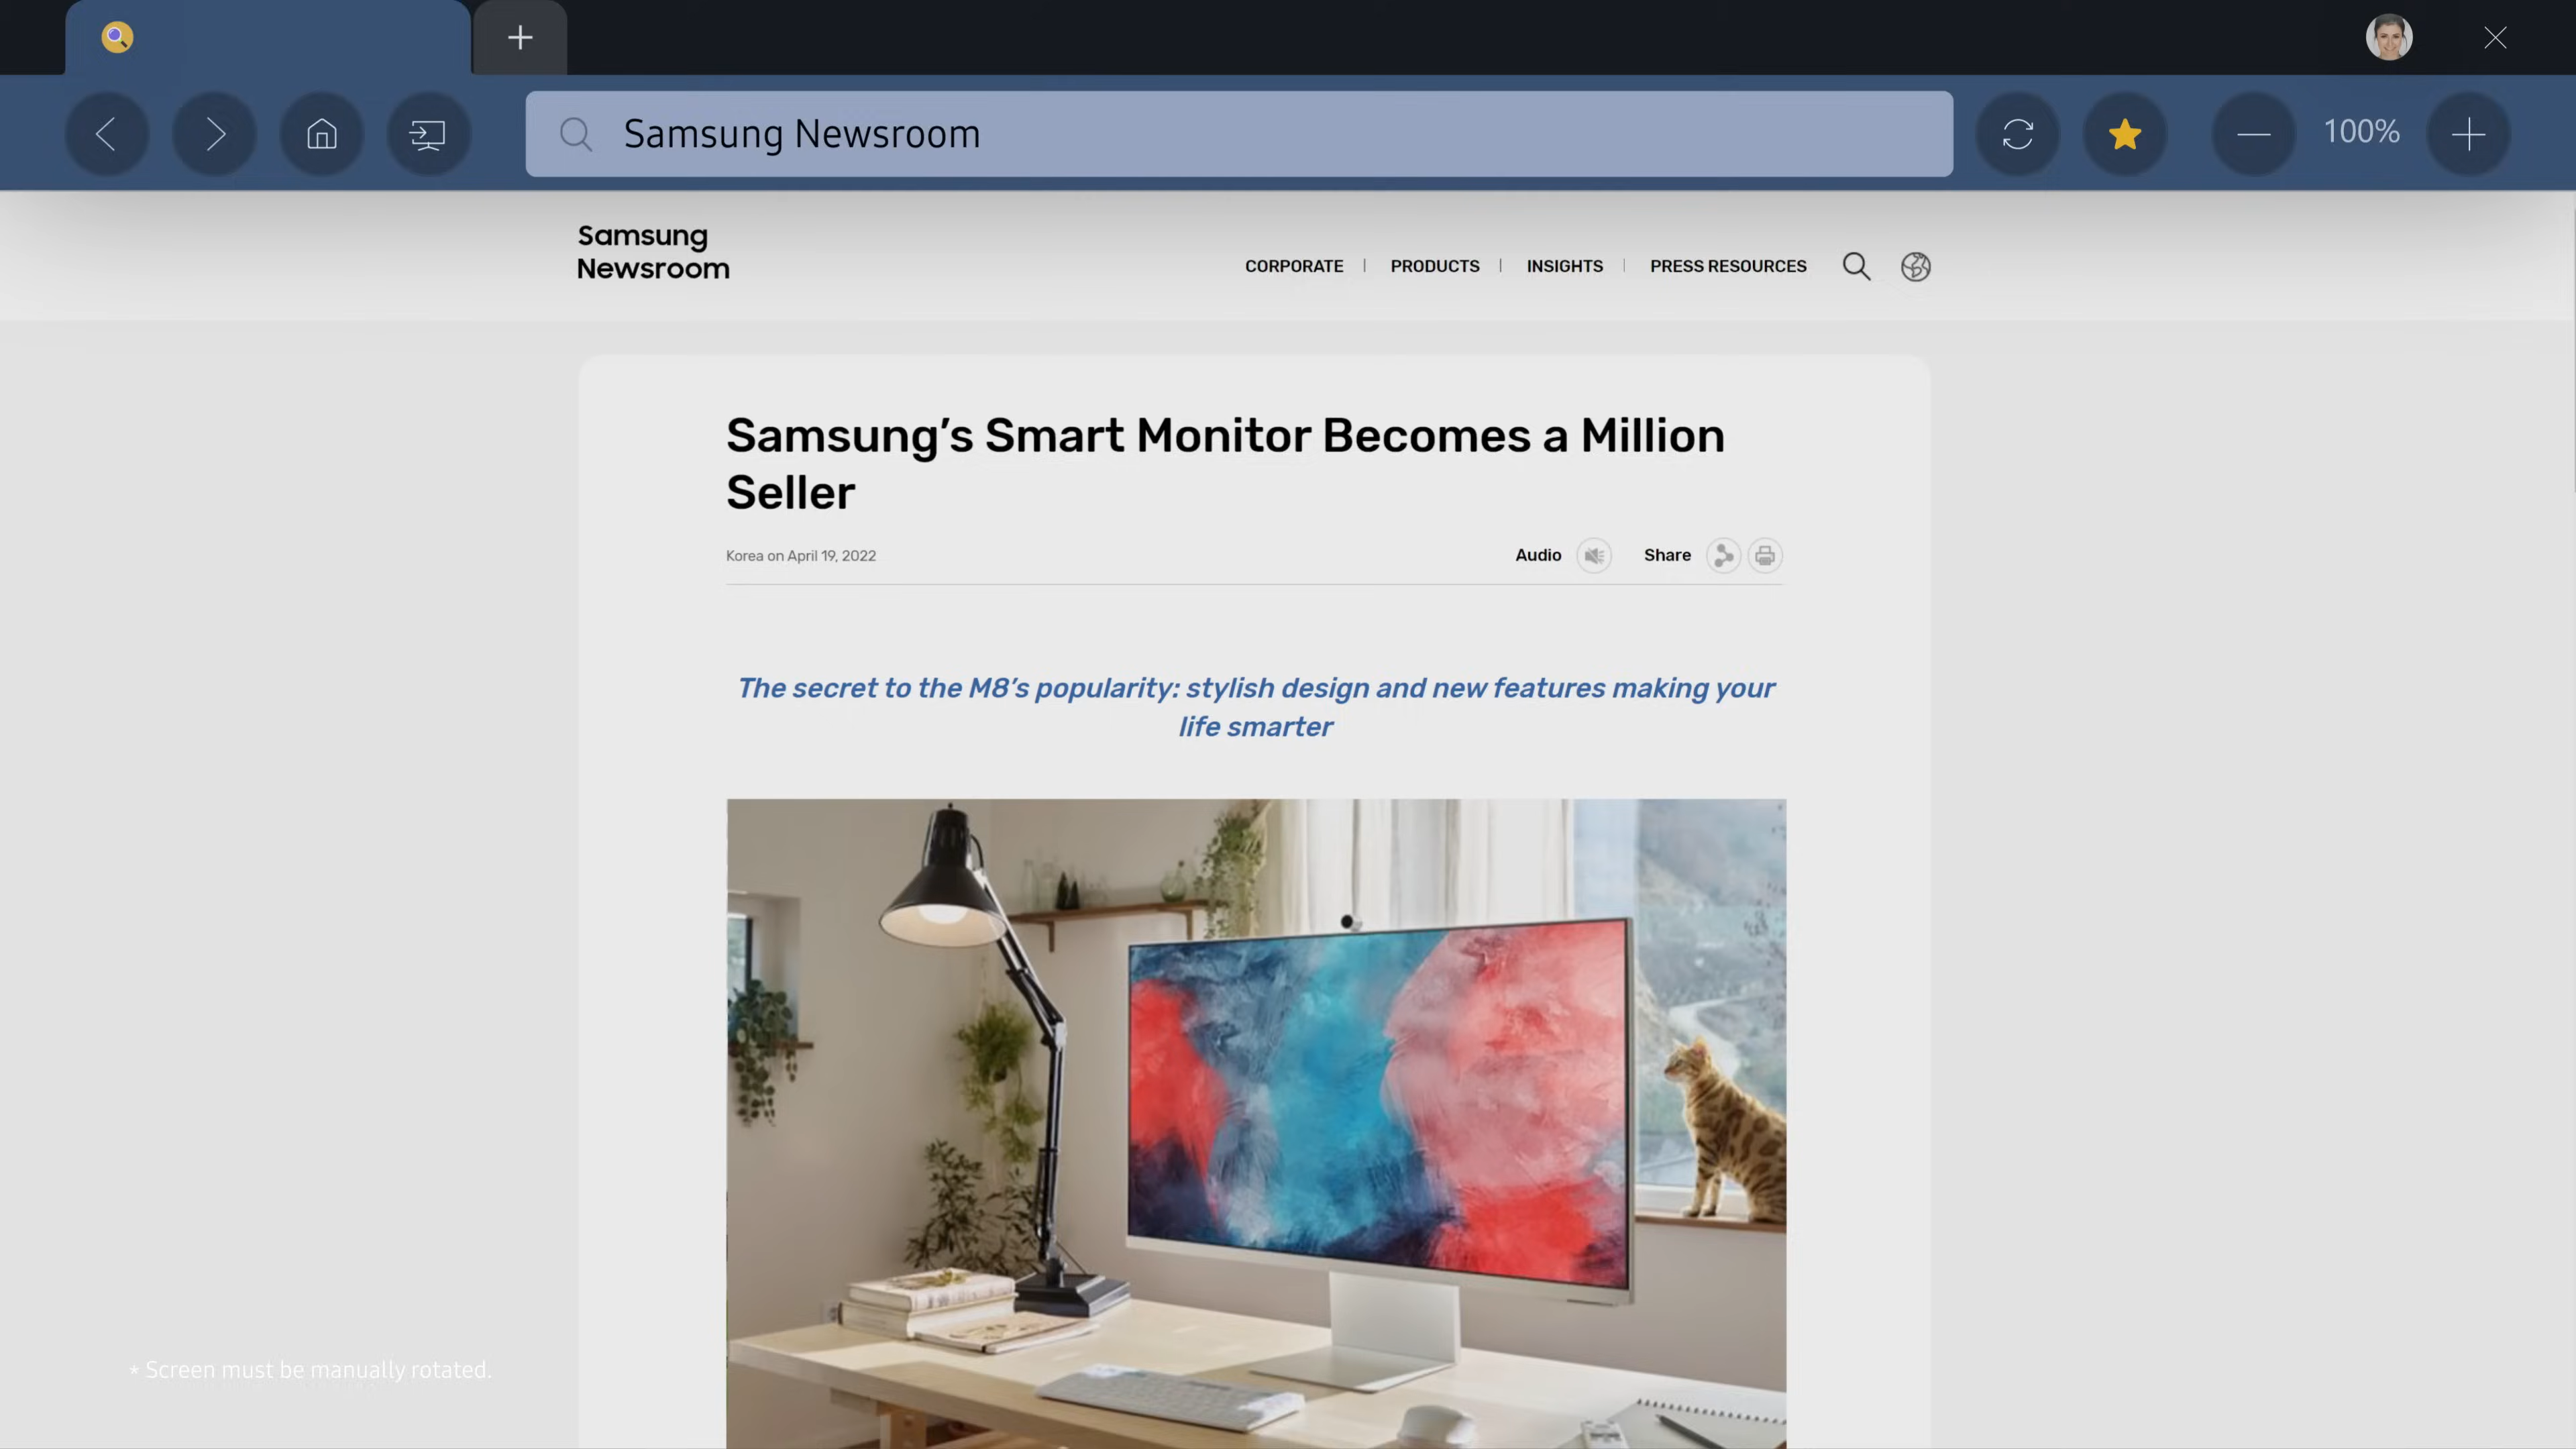 Samsung Newsroom
100%
Samsung
Newsroom
CORPORATE | PRODUCTS | INSIGHTS | PRESS RESOURCES
Samsung’s Smart Monitor Becomes a Million
Seller
Korea on April 19, 2022
Audio
Share
The secret to the M8’s popularity: stylish design and new features making your
life smarter
* Screen must be manually rotated.